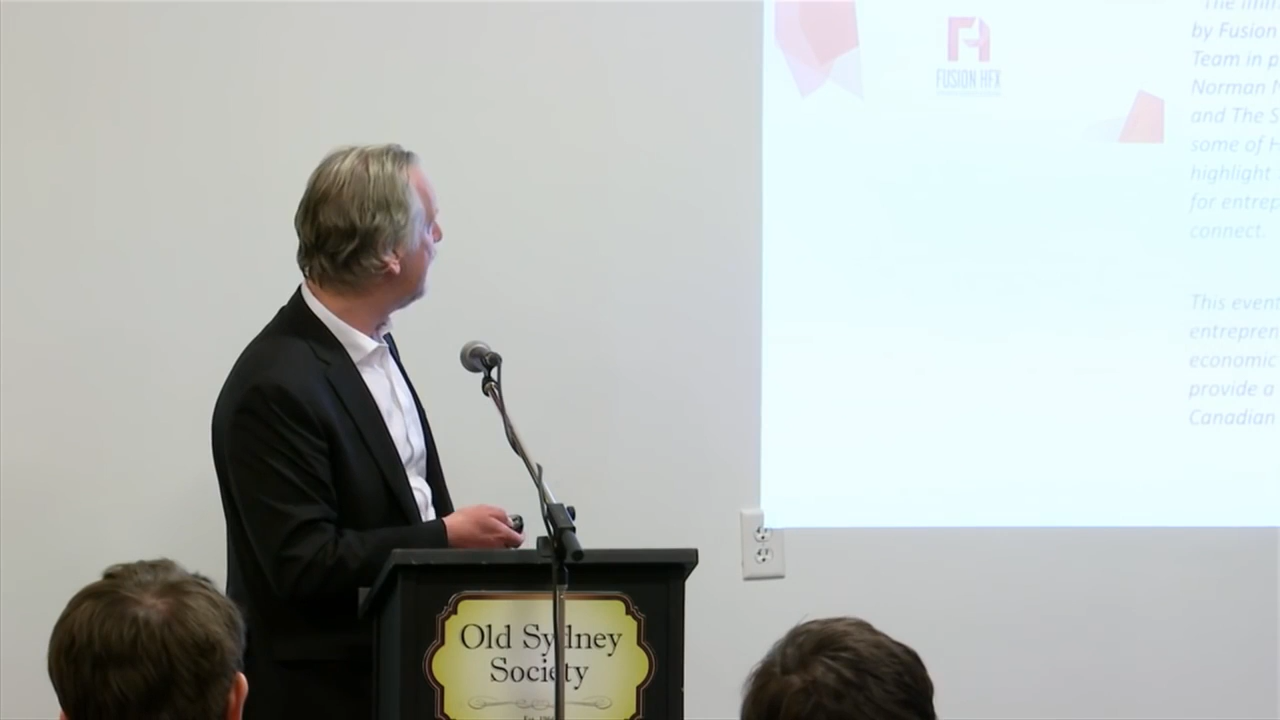 FUSION HFX
"The imm
by Fusion
Team in p
Norman N
and The S
some of H
highlight
for entrep
connect.
This event
entrepren
economic
provide a
Canadian
Old Sydney
Society